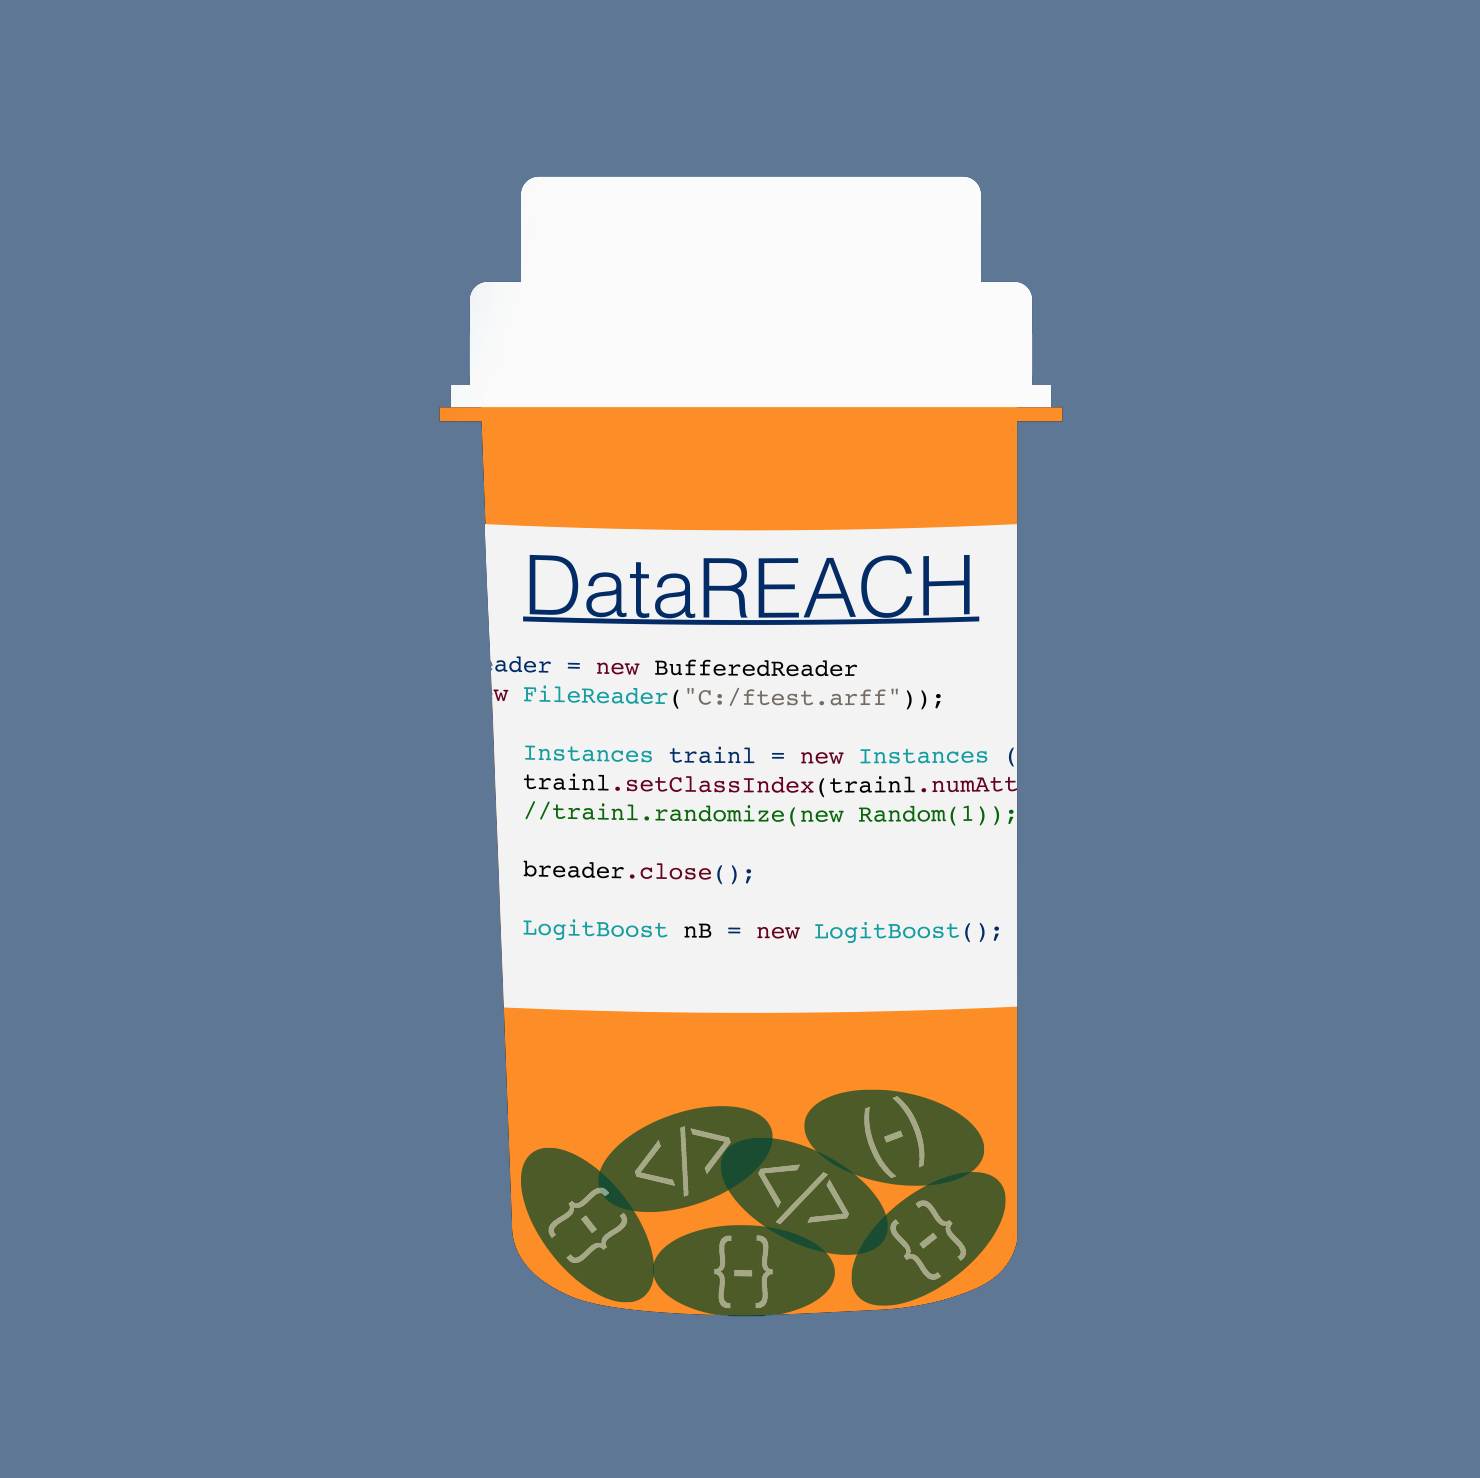 DataREACH
eader = new BufferedReader
w FileReader("C:/ftest.arff"));
Instances trainl = new Instances (
trainl.setClassIndex(trainl.numAtt
//trainl.randomize(new Random(1));
breader.close();
LogitBoost nB = new LogitBoost();
</>
(-)
</>
{-}
{-}
{-}